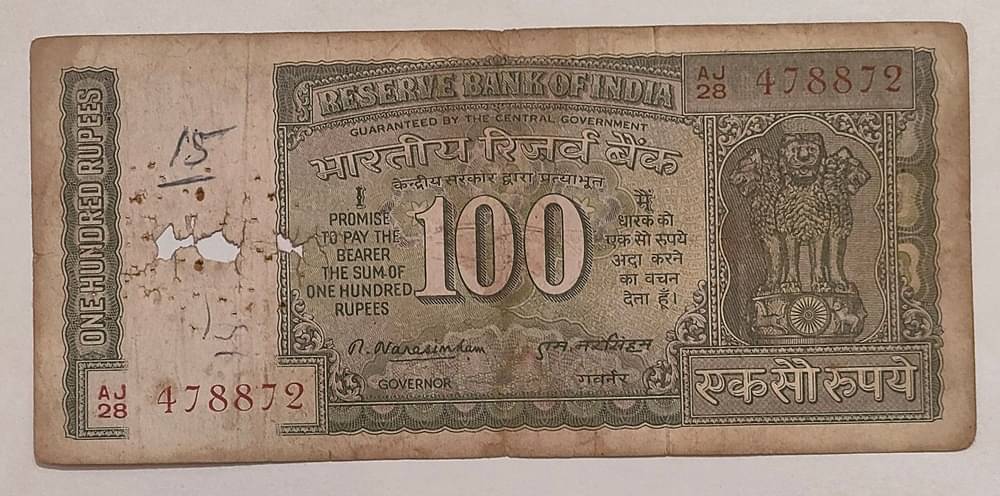 ONE HUNDRED RUPEES
15
RESERVE BANK OF INDIA
GUARANTEED BY THE CENTRAL GOVERNMENT
भारतीय रिज़र्व बैंक
केन्द्रीय सरकार द्वारा प्रत्याभूत
AJ
28
478872
I
PROMISE
TO PAY THE
BEARER
THE SUM OF
ONE HUNDRED
RUPEES
100
मैं
धारक को
एक सौ रुपये
अदा करने
का वचन
देता हूँ।
M. Narasimham
एम. नरसिंहम
GOVERNOR
गवर्नर
AJ
28
478872
एक सौ रुपये